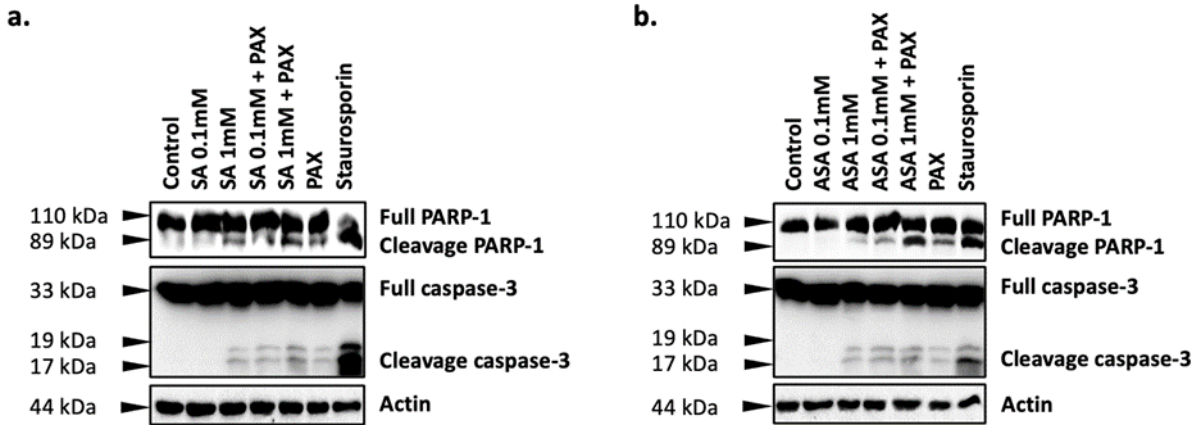 a.
Control
SA 0.1mM
SA 1mM
SA 0.1mM + PAX
SA 1mM + PAX
PAX
Staurosporin
110 kDa
Full PARP-1
89 kDa
Cleavage PARP-1
33 kDa
Full caspase-3
19 kDa
17 kDa
Cleavage caspase-3
44 kDa
Actin
b.
Control
ASA 0.1mM
ASA 1mM
ASA 0.1mM + PAX
ASA 1mM + PAX
PAX
Staurosporin
110 kDa
Full PARP-1
89 kDa
Cleavage PARP-1
33 kDa
Full caspase-3
19 kDa
17 kDa
Cleavage caspase-3
44 kDa
Actin